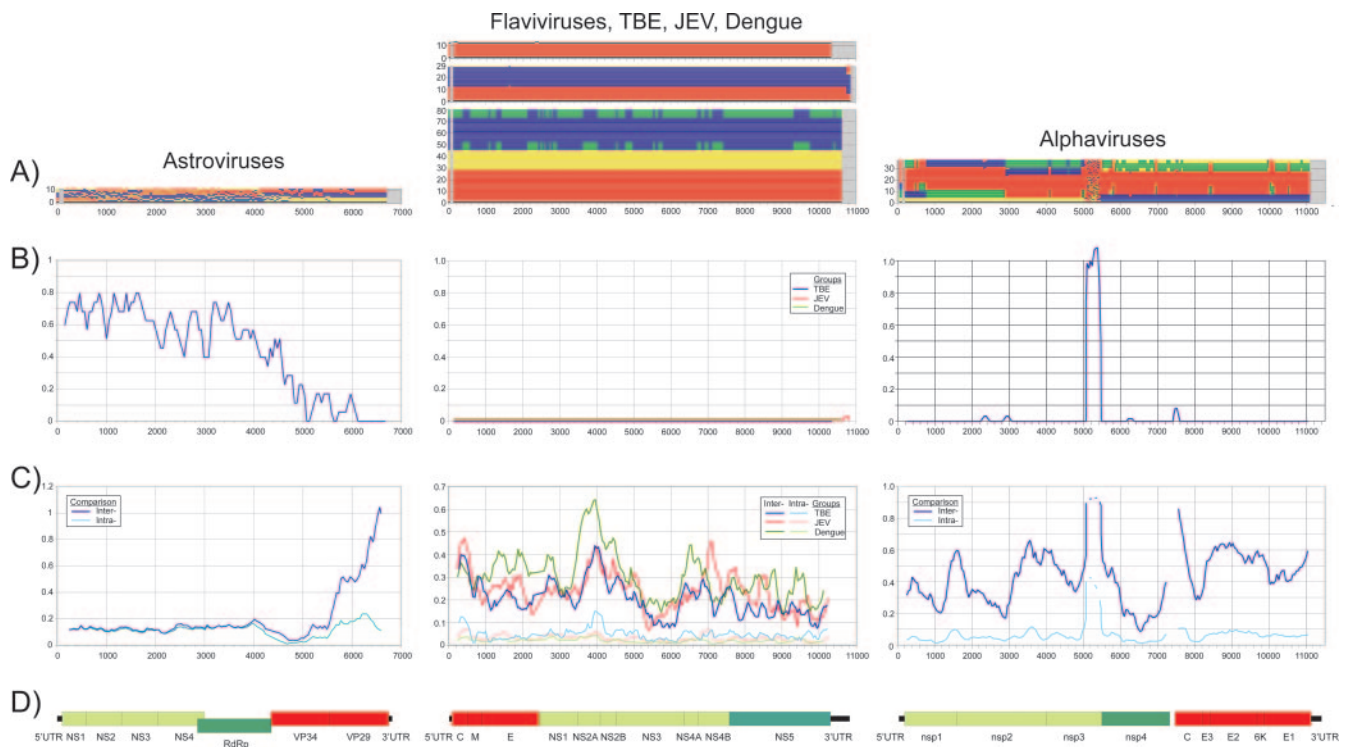 Flaviviruses, TBE, JEV, Dengue
Astroviruses
Alphaviruses
A)
10
0
0 1000 2000 3000 4000 5000 6000 7000
10
0
29
20
10
0
80
70
60
50
40
30
20
10
0
0 1000 2000 3000 4000 5000 6000 7000 8000 9000 10000 11000
30
20
10
0
0 1000 2000 3000 4000 5000 6000 7000 8000 9000 10000 11000
B)
1
0.8
0.6
0.4
0.2
0
0 1000 2000 3000 4000 5000 6000 7000
1.0
0.8
0.6
0.4
0.2
0
Groups
TBE
JEV
Dengue
0 1000 2000 3000 4000 5000 6000 7000 8000 9000 10000 11000
1.0
0.8
0.6
0.4
0.2
0
0 1000 2000 3000 4000 5000 6000 7000 8000 9000 10000 11000
C)
1.2
1
0.8
0.6
0.4
0.2
0
Comparison
Inter-
Intra-
0 1000 2000 3000 4000 5000 6000 7000
0.7
0.6
0.5
0.4
0.3
0.2
0.1
0
Inter- Intra- Groups
TBE
JEV
Dengue
0 1000 2000 3000 4000 5000 6000 7000 8000 9000 10000 11000
1.0
0.8
0.6
0.4
0.2
0
Comparison
Inter-
Intra-
0 1000 2000 3000 4000 5000 6000 7000 8000 9000 10000 11000
D)
5'UTR NS1 NS2 NS3 NS4 RdRp VP34 VP29 3'UTR
5'UTR C M E NS1 NS2A NS2B NS3 NS4A NS4B NS5 3'UTR
5'UTR nsp1 nsp2 nsp3 nsp4 C E3 E2 6K E1 3'UTR